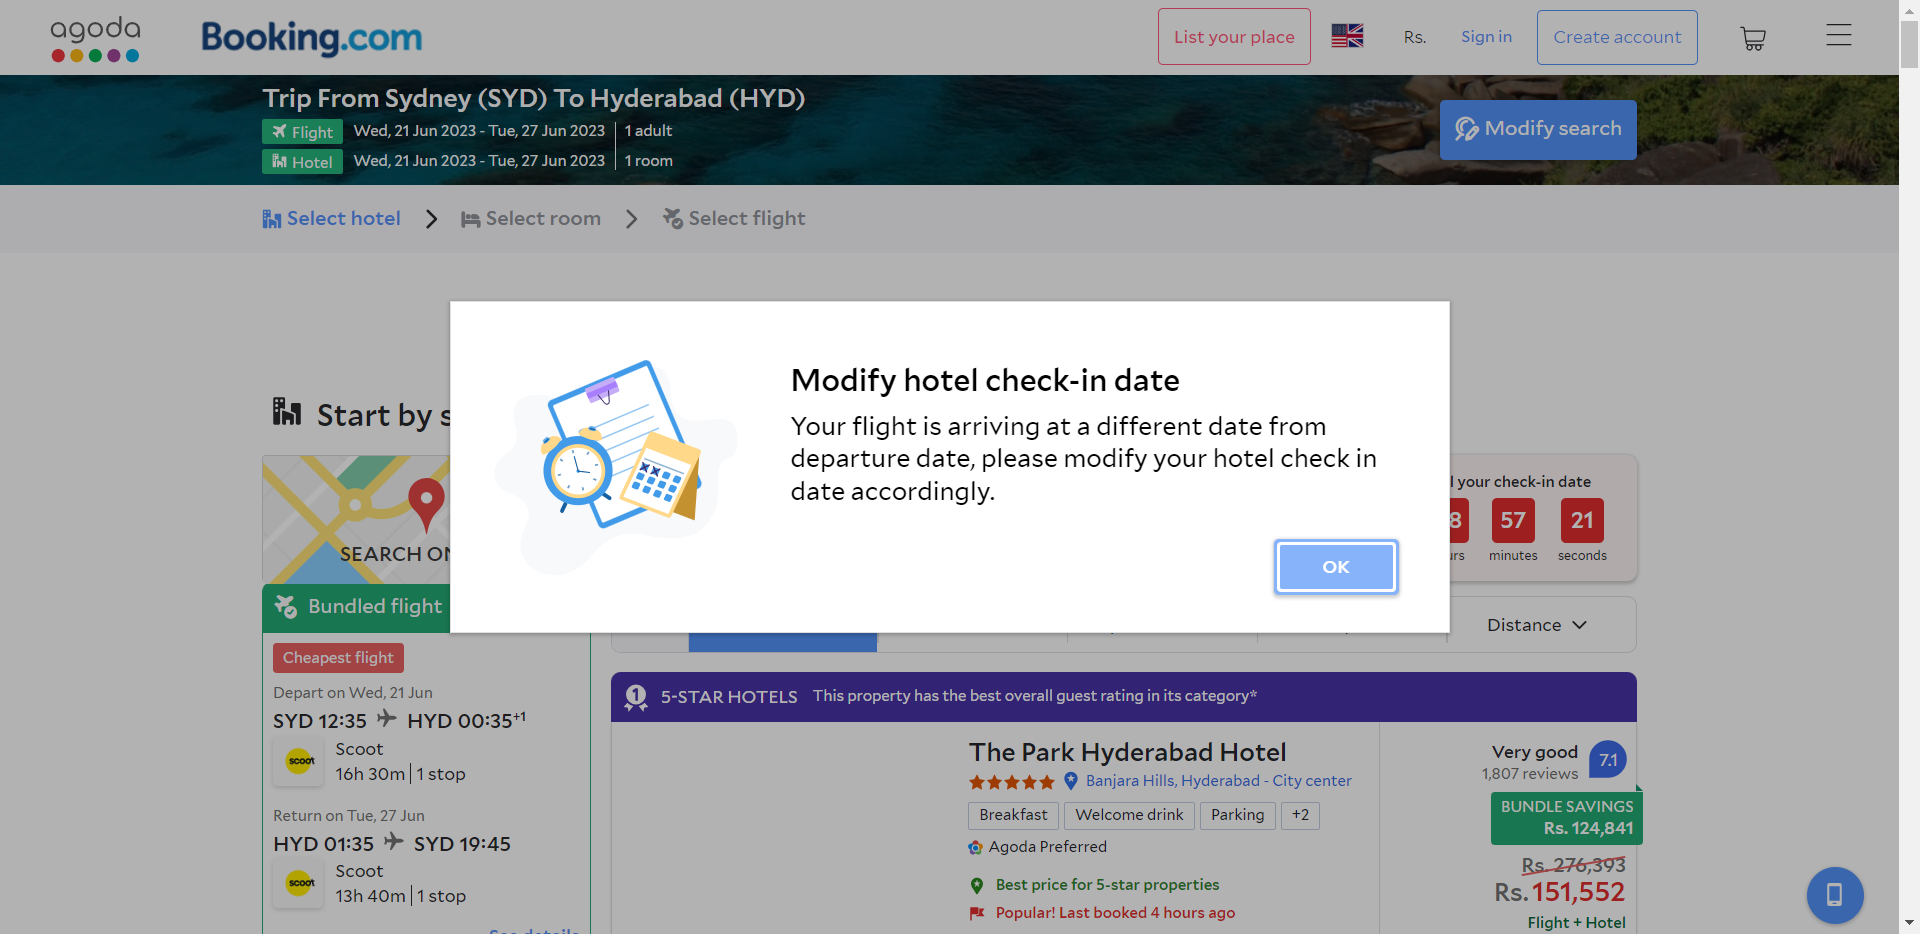 agoda
Booking.com
List your place
Rs.
Sign in
Create account
Trip From Sydney (SYD) To Hyderabad (HYD)
Flight Wed, 21 Jun 2023 - Tue, 27 Jun 2023 1 adult
Hotel Wed, 21 Jun 2023 - Tue, 27 Jun 2023 1 room
Modify search
Select hotel
Select room
Select flight
Modify hotel check-in date
Your flight is arriving at a different date from
departure date, please modify your hotel check in
date accordingly.
OK
Start by
your check-in date
8 57 21
minutes seconds
SEARCH
Bundled flight
Distance
Cheapest flight
Depart on Wed, 21 Jun
SYD 12:35 HYD 00:35+1
scoot
Scoot
16h 30m 1 stop
Return on Tue, 27 Jun
HYD 01:35 SYD 19:45
scoot
Scoot
13h 40m 1 stop
See details
1 5-STAR HOTELS This property has the best overall guest rating in its category*
The Park Hyderabad Hotel
Banjara Hills, Hyderabad - City center
Breakfast Welcome drink Parking +2
Agoda Preferred
Best price for 5-star properties
Popular! Last booked 4 hours ago
Very good 7.1
1,807 reviews
BUNDLE SAVINGS
Rs. 124,841
Rs. 276,393
Rs. 151,552
Flight + Hotel